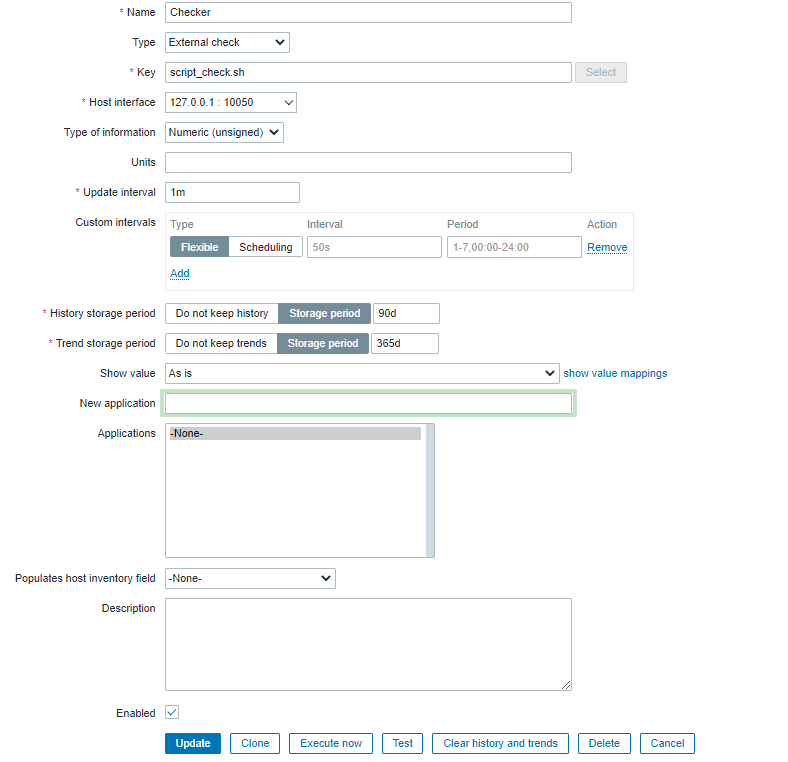 * Name Checker
Type External check
* Key script_check.sh Select
* Host interface 127.0.0.1 : 10050
Type of information Numeric (unsigned)
Units
* Update interval 1m
Custom intervals Type Interval Period Action
Flexible Scheduling 50s 1-7,00:00-24:00 Remove
Add
* History storage period Do not keep history Storage period 90d
* Trend storage period Do not keep trends Storage period 365d
Show value As is show value mappings
New application
Applications -None-
Populates host inventory field -None-
Description
Enabled
Update Clone Execute now Test Clear history and trends Delete Cancel